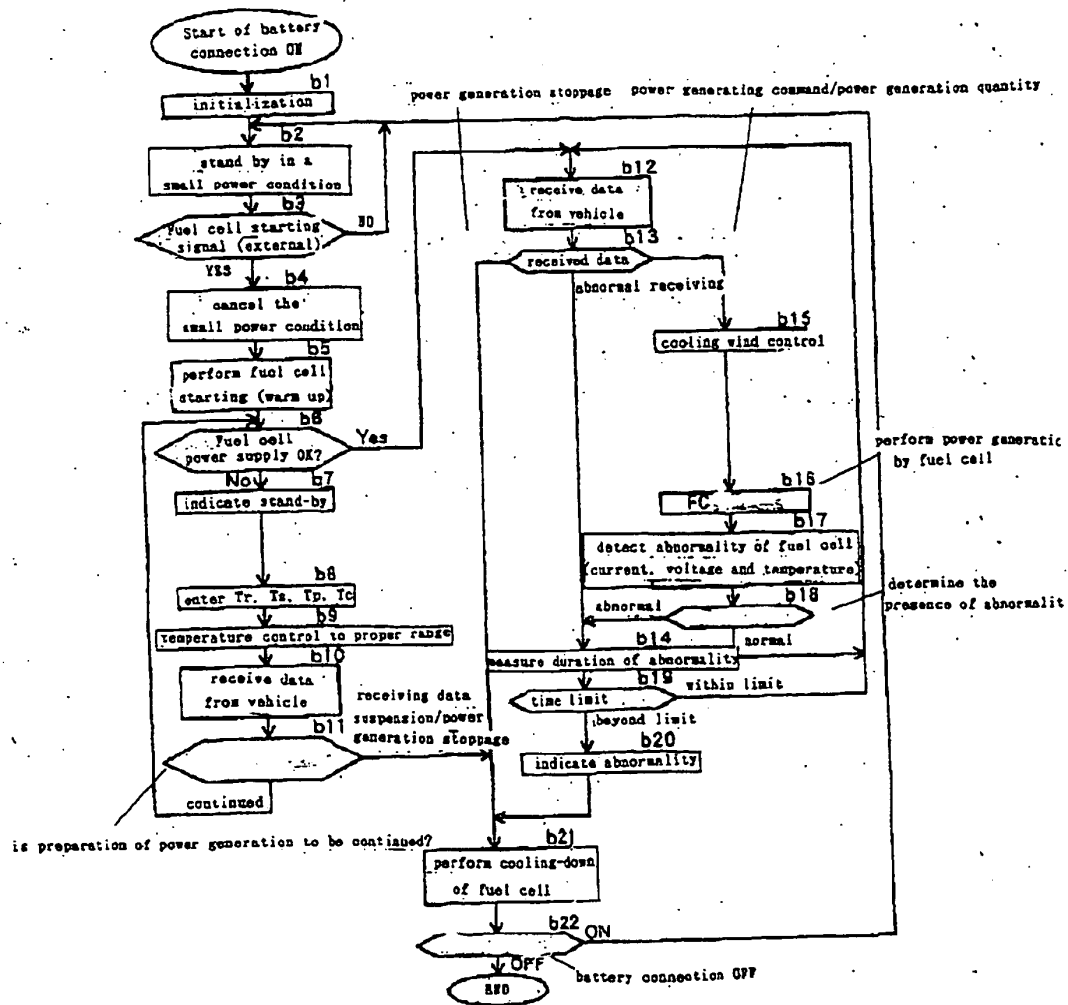 Start of battery
connection ON
b1
initialization
b2
stand by in a
small power condition
b3
Fuel cell starting
signal (external)
NO
YES
b4
cancel the
small power condition
b5
perform fuel cell
starting (warm up)
b6
Fuel cell
power supply OK?
Yes
No
b7
indicate stand-by
b8
enter Tr, Ts, Tp, Tc
b9
temperature control to proper range
b10
receive data
from vehicle
b11
receiving data
suspension/power
generation stoppage
continued
is preparation of power generation to be continued?
power generation stoppage
power generating command/power generation quantity
b12
receive data
from vehicle
b13
received data
abnormal receiving
b15
cooling wind control
perform power generatic
by fuel cell
b16
FC
b17
detect abnormality of fuel cell
(current, voltage and temperature)
b18
determine the
presence of abnormalit
abnormal
normal
b14
measure duration of abnormality
b19
time limit
within limit
beyond limit
b20
indicate abnormality
b21
perform cooling-down
of fuel cell
b22
ON
OFF
battery connection OFF
END